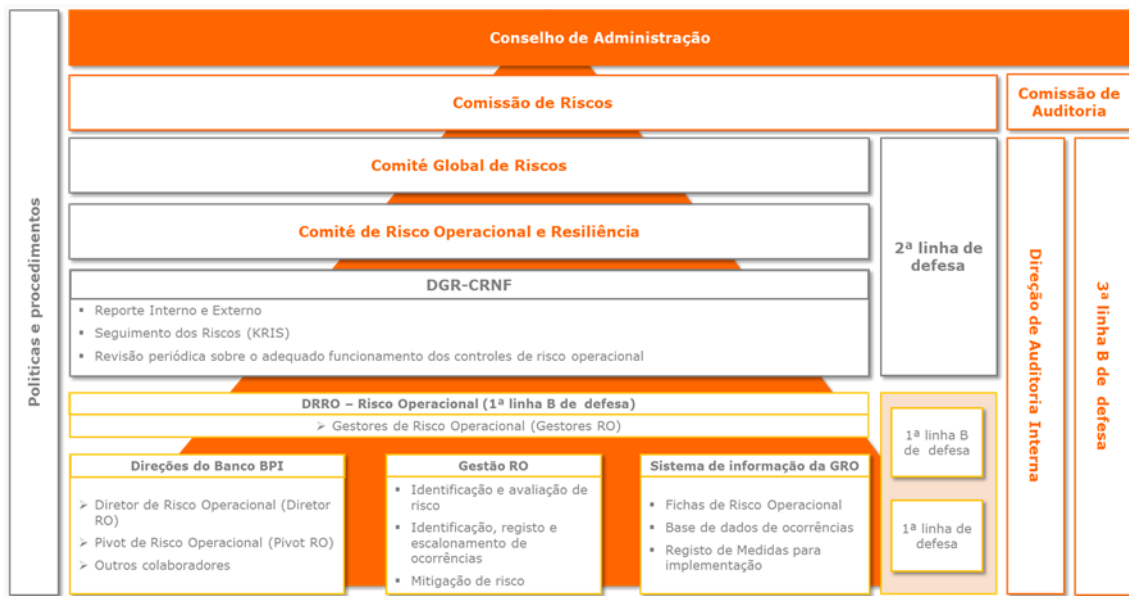 Conselho de Administração
Comissão de Riscos
Comissão de
Auditoria
Politicas e procedimentos
Comité Global de Riscos
Comité de Risco Operacional e Resiliência
2ª linha de
defesa
Direção de Auditoria Interna
3ª linha B de defesa
DGR-CRNF
▪ Reporte Interno e Externo
▪ Seguimento dos Riscos (KRIS)
▪ Revisão periódica sobre o adequado funcionamento dos controles de risco operacional
DRRO – Risco Operacional (1ª linha B de defesa)
➢ Gestores de Risco Operacional (Gestores RO)
1ª linha B
de defesa
Direções do Banco BPI
➢ Diretor de Risco Operacional (Diretor
RO)
➢ Pivot de Risco Operacional (Pivot RO)
➢ Outros colaboradores
Gestão RO
▪ Identificação e avaliação de
risco
▪ Identificação, registo e
escalonamento de
ocorrências
▪ Mitigação de risco
Sistema de informação da GRO
▪ Fichas de Risco Operacional
▪ Base de dados de ocorrências
▪ Registo de Medidas para
implementação
1ª linha de
defesa